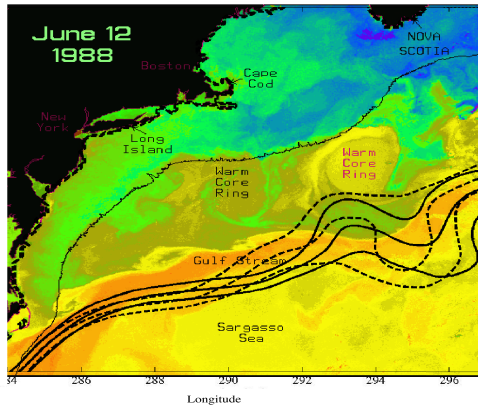 June 12
1988
NOVA
SCOTIA
Boston
Cape
Cod
New
York
Long
Island
Warm
Core
Ring
Warm
Core
Ring
Gulf Stream
Sargasso
Sea
84 286 288 290 292 294 296
Longitude